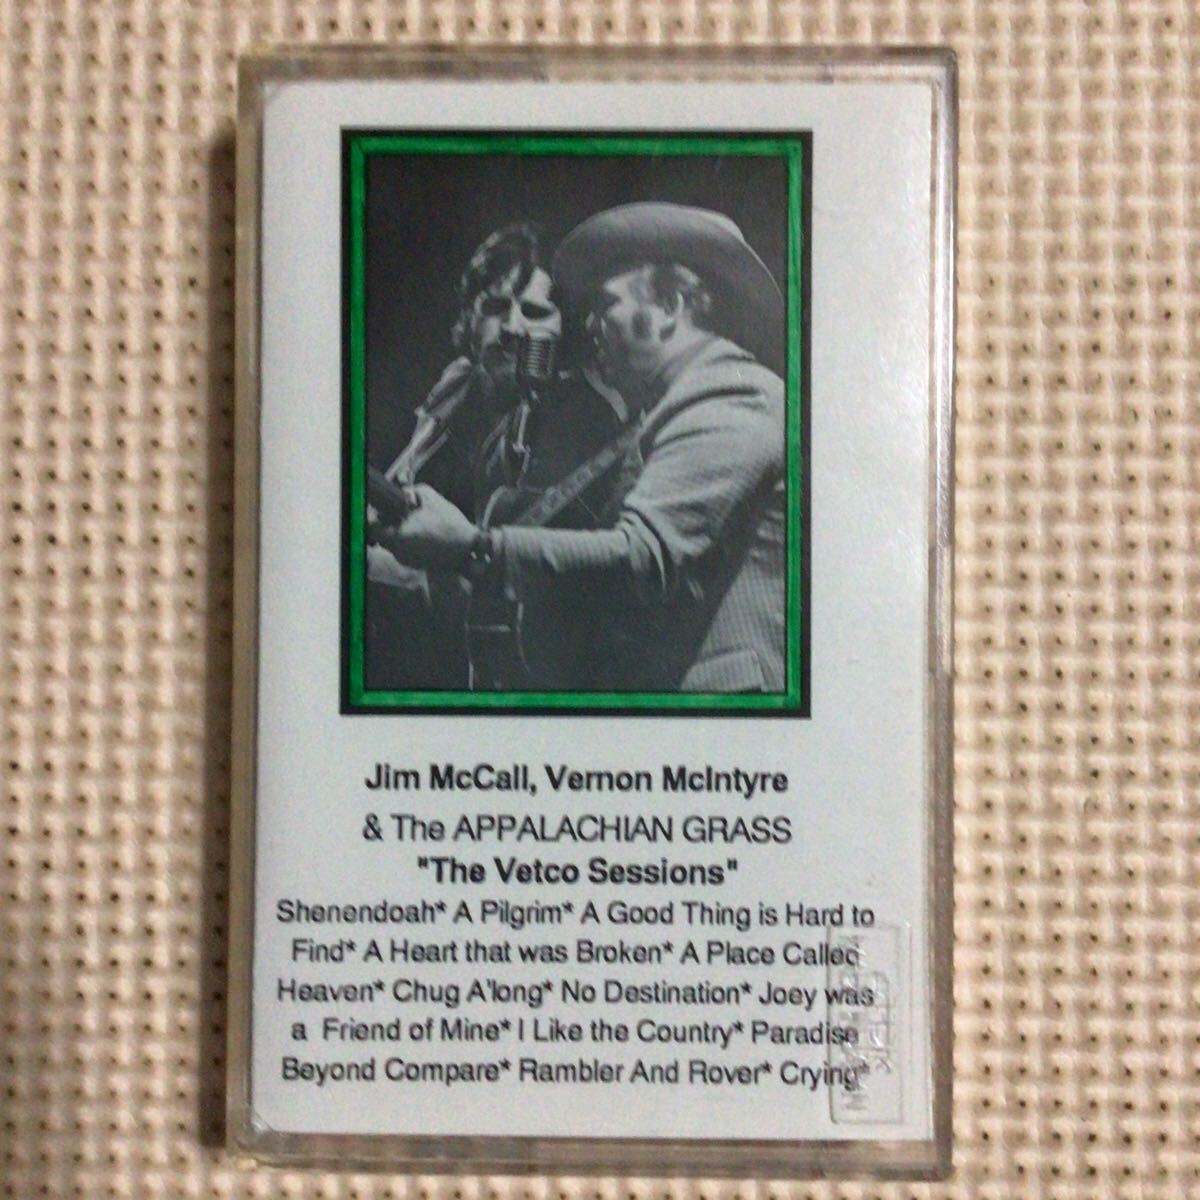 Jim McCall, Vernon McIntyre
& The APPALACHIAN GRASS
"The Vetco Sessions"
Shenendoah* A Pilgrim* A Good Thing is Hard to
Find* A Heart that was Broken* A Place Called
Heaven* Chug A'long* No Destination* Joey was
a Friend of Mine* I Like the Country* Paradise
Beyond Compare* Rambler And Rover* Crying*